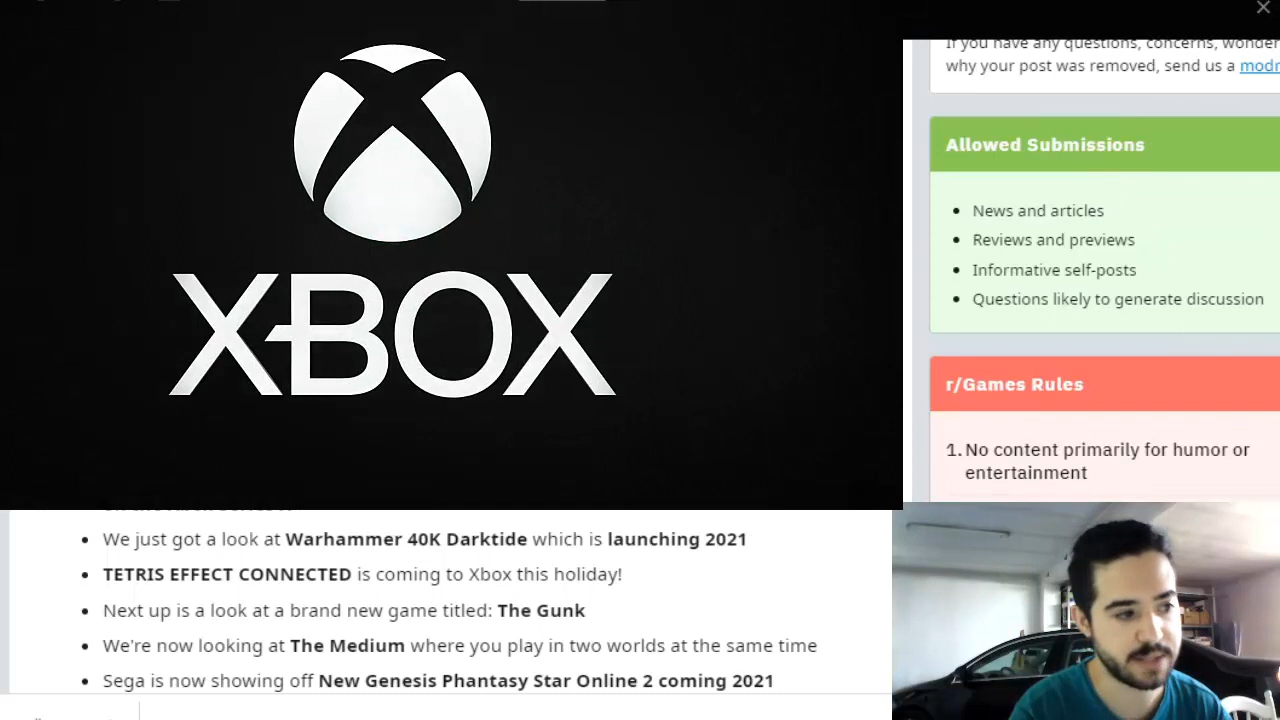 XBOX
If you have any questions, concerns, wonder
why your post was removed, send us a modr
Allowed Submissions
• News and articles
• Reviews and previews
• Informative self-posts
• Questions likely to generate discussion
r/Games Rules
1. No content primarily for humor or
entertainment
• We just got a look at Warhammer 40K Darktide which is launching 2021
• TETRIS EFFECT CONNECTED is coming to Xbox this holiday!
• Next up is a look at a brand new game titled: The Gunk
• We're now looking at The Medium where you play in two worlds at the same time
• Sega is now showing off New Genesis Phantasy Star Online 2 coming 2021